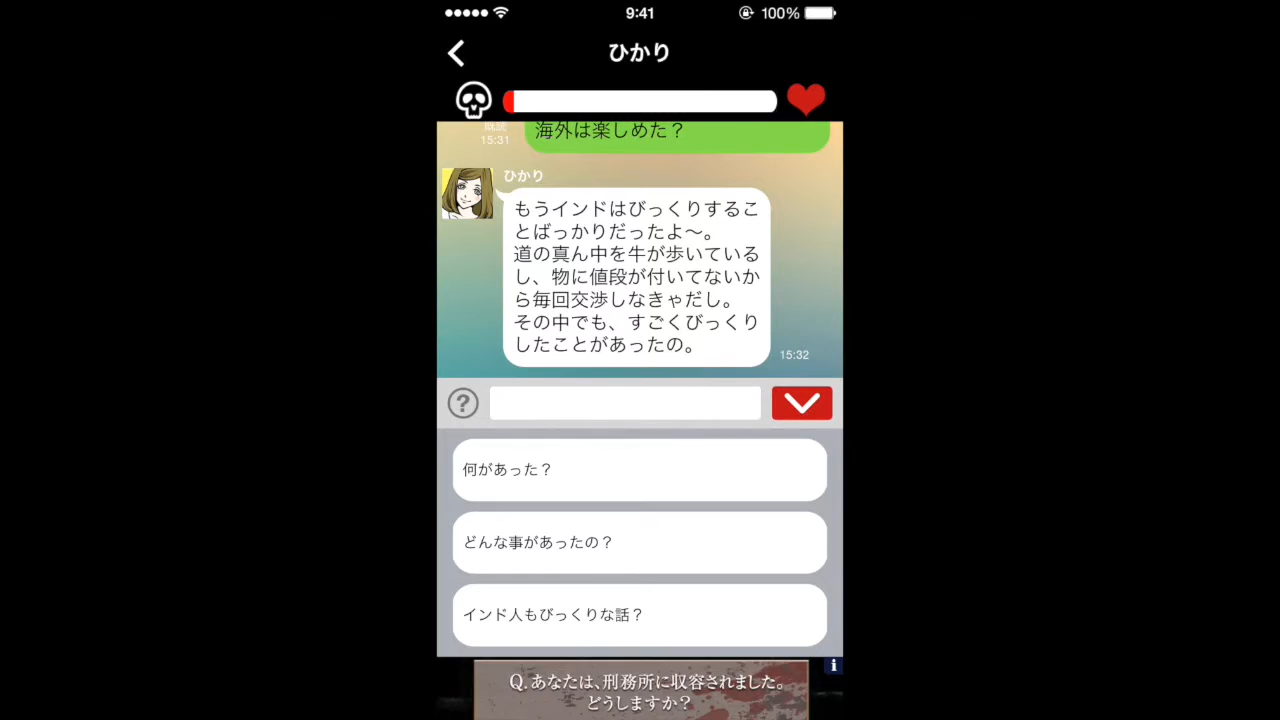 9:41
100%
ひかり
既読
15:31
海外は楽しめた？
ひかり
もうインドはびっくりするこ
とばっかりだったよ〜。
道の真ん中を牛が歩いている
し、物に値段が付いてないか
ら毎回交渉しなきゃだし。
その中でも、すごくびっくり
したことがあったの。
15:32
?
何があった？
どんな事があったの？
インド人もびっくりな話？
i
Q.あなたは、刑務所に収容されました。
どうしますか？